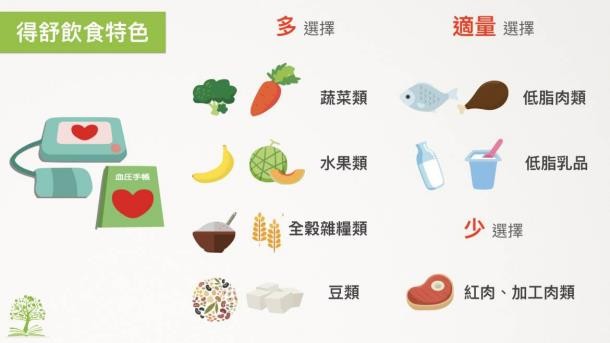 得舒飲食特色
血圧手帳
多 選擇
蔬菜類
水果類
全穀雜糧類
豆類
適量 選擇
低脂肉類
低脂乳品
少 選擇
紅肉、加工肉類